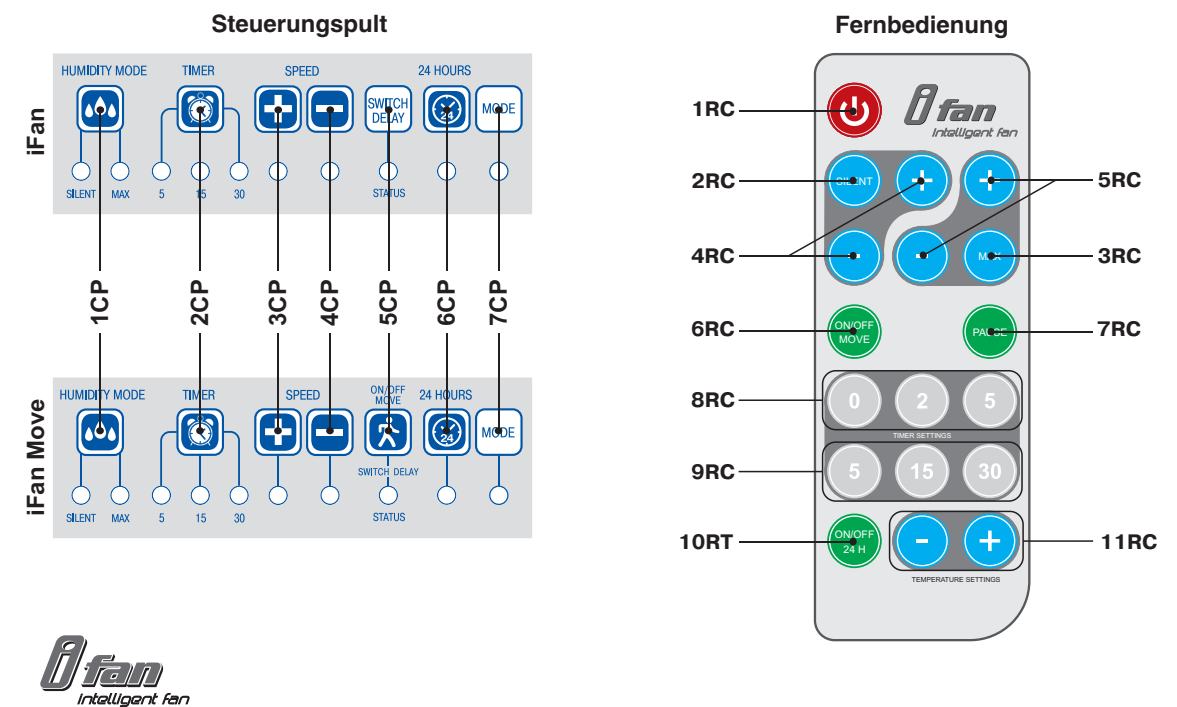 Steuerungspult
iFan
HUMIDITY MODE TIMER SPEED 24 HOURS
SWITCH DELAY
24
MODE
SILENT MAX 5 15 30 STATUS
1CP 2CP 3CP 4CP 5CP 6CP 7CP
iFan Move
HUMIDITY MODE TIMER SPEED ON/OFF MOVE 24 HOURS
24
MODE
SWITCH DELAY
SILENT MAX 5 15 30 STATUS
Fernbedienung
1RC
ifan
intelligent fan
2RC SILENT + + 5RC
4RC - - MAX 3RC
6RC ON/OFF MOVE PAUSE 7RC
8RC 0 2 5
TIMER SETTINGS
9RC 5 15 30
10RT ON/OFF 24 H - + 11RC
TEMPERATURE SETTINGS
ifan
intelligent fan